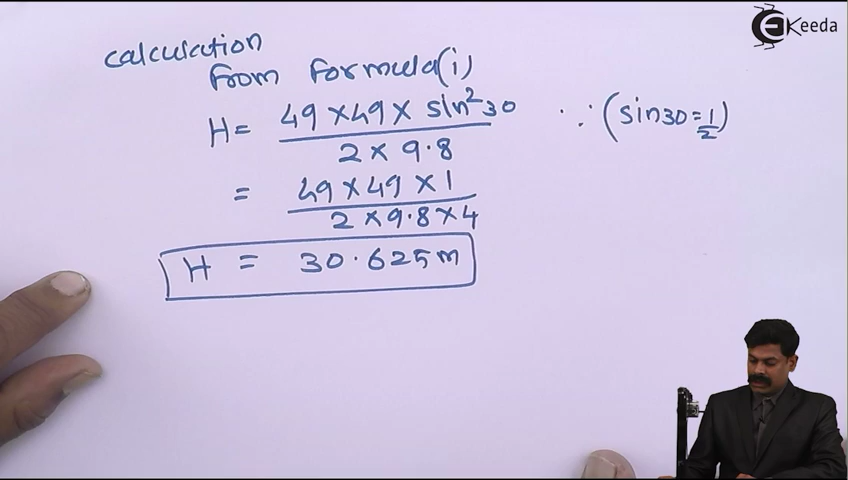 Keeda
calculation
From Formula(i)
H = 49 × 49 × sin²30 / 2 × 9.8 ∵ (sin30 = 1/2)
= 49 × 49 × 1 / 2 × 9.8 × 4
H = 30.625m